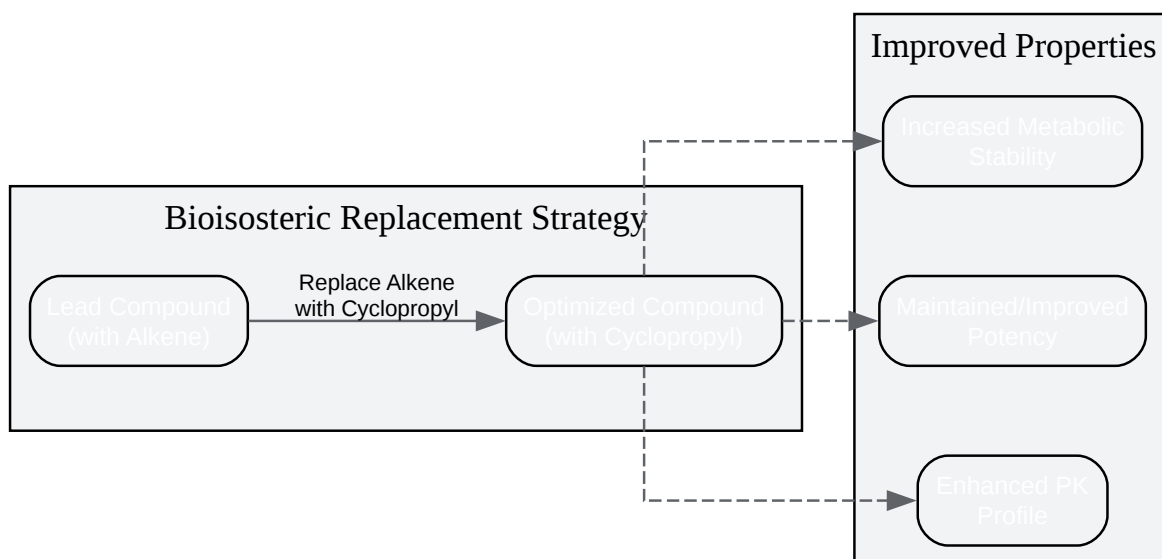 Improved Properties
Increased Metabolic
Stability
Bioisosteric Replacement Strategy
Lead Compound
(with Alkene)
Replace Alkene
with Cyclopropyl
Optimized Compound
(with Cyclopropyl)
Maintained/Improved
Potency
Enhanced PK
Profile